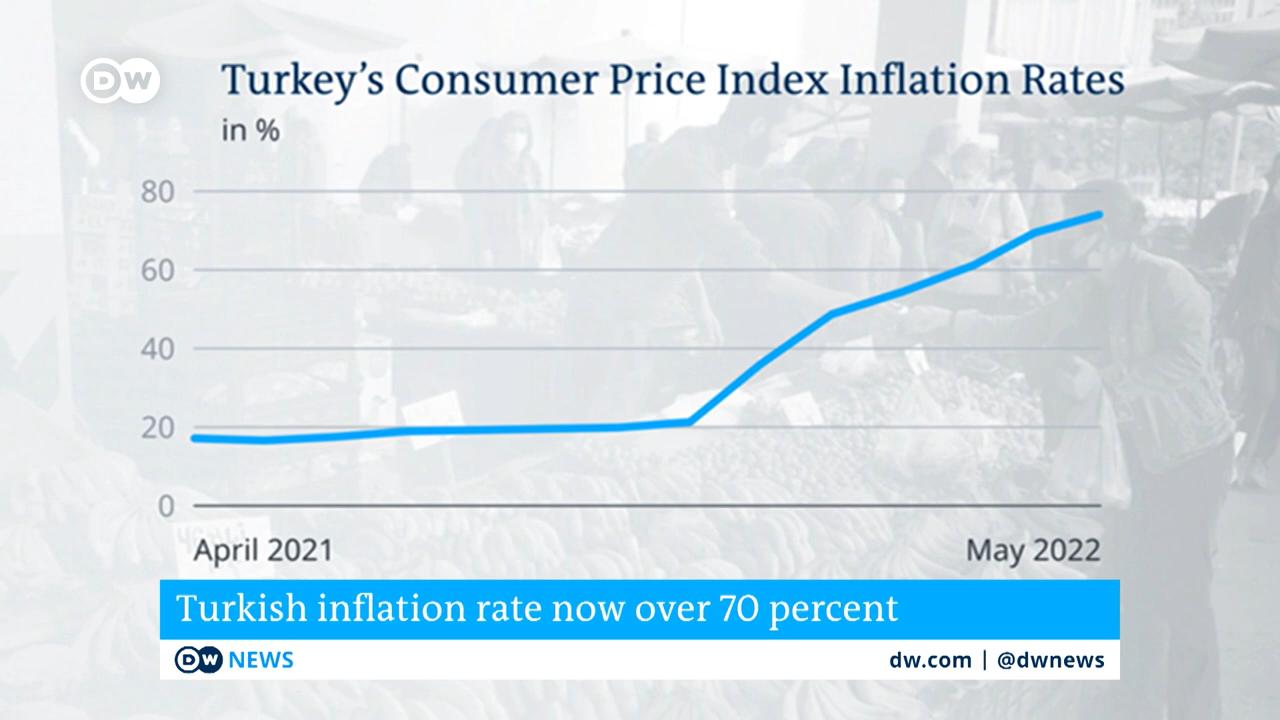 DW
Turkey’s Consumer Price Index Inflation Rates
in %
80
60
40
20
0
April 2021
May 2022
Turkish inflation rate now over 70 percent
DW NEWS
dw.com | @dwnews